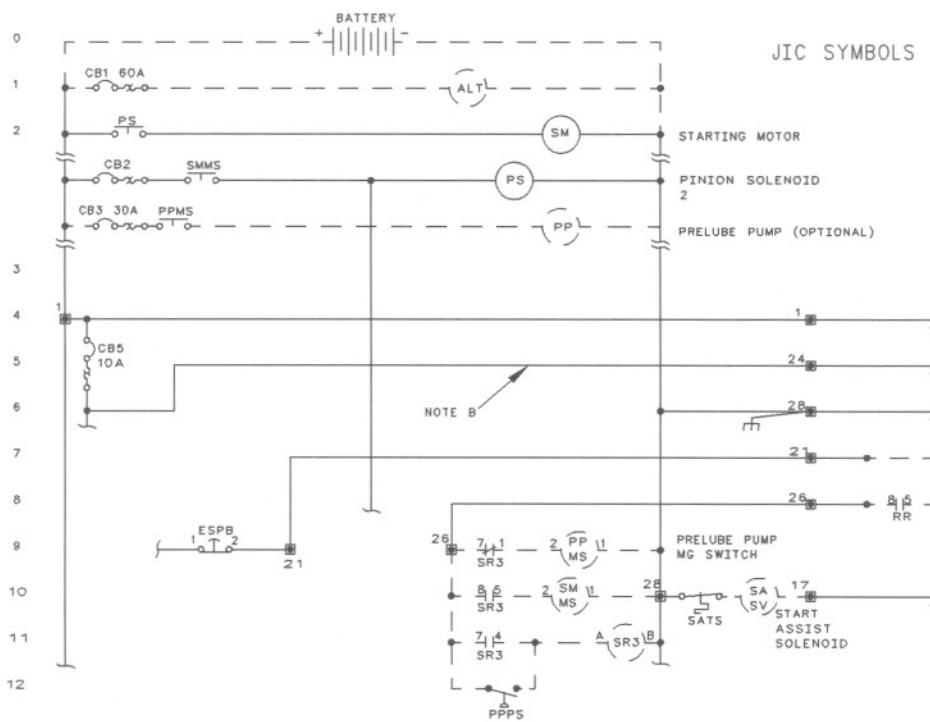 BATTERY
+ -
0
JIC SYMBOLS
CB1 60A
1
ALT
PS
2
SM
STARTING MOTOR
CB2
SMMS
PS
PINION SOLENOID
2
CB3 30A
PPMS
PP
PRELUBE PUMP (OPTIONAL)
3
1
4
1
CB5
10A
5
24
NOTE B
6
28
7
21
8
26
8 5
RR
ESPB
1 2
9
21
26
7 1
SR3
2 PP 1
MS
PRELUBE PUMP
MG SWITCH
10
8 5
SR3
2 SM 1
MS
28
SATS
SA
SV
17
START
ASSIST
SOLENOID
11
7 4
SR3
A SR3 B
12
PPPS